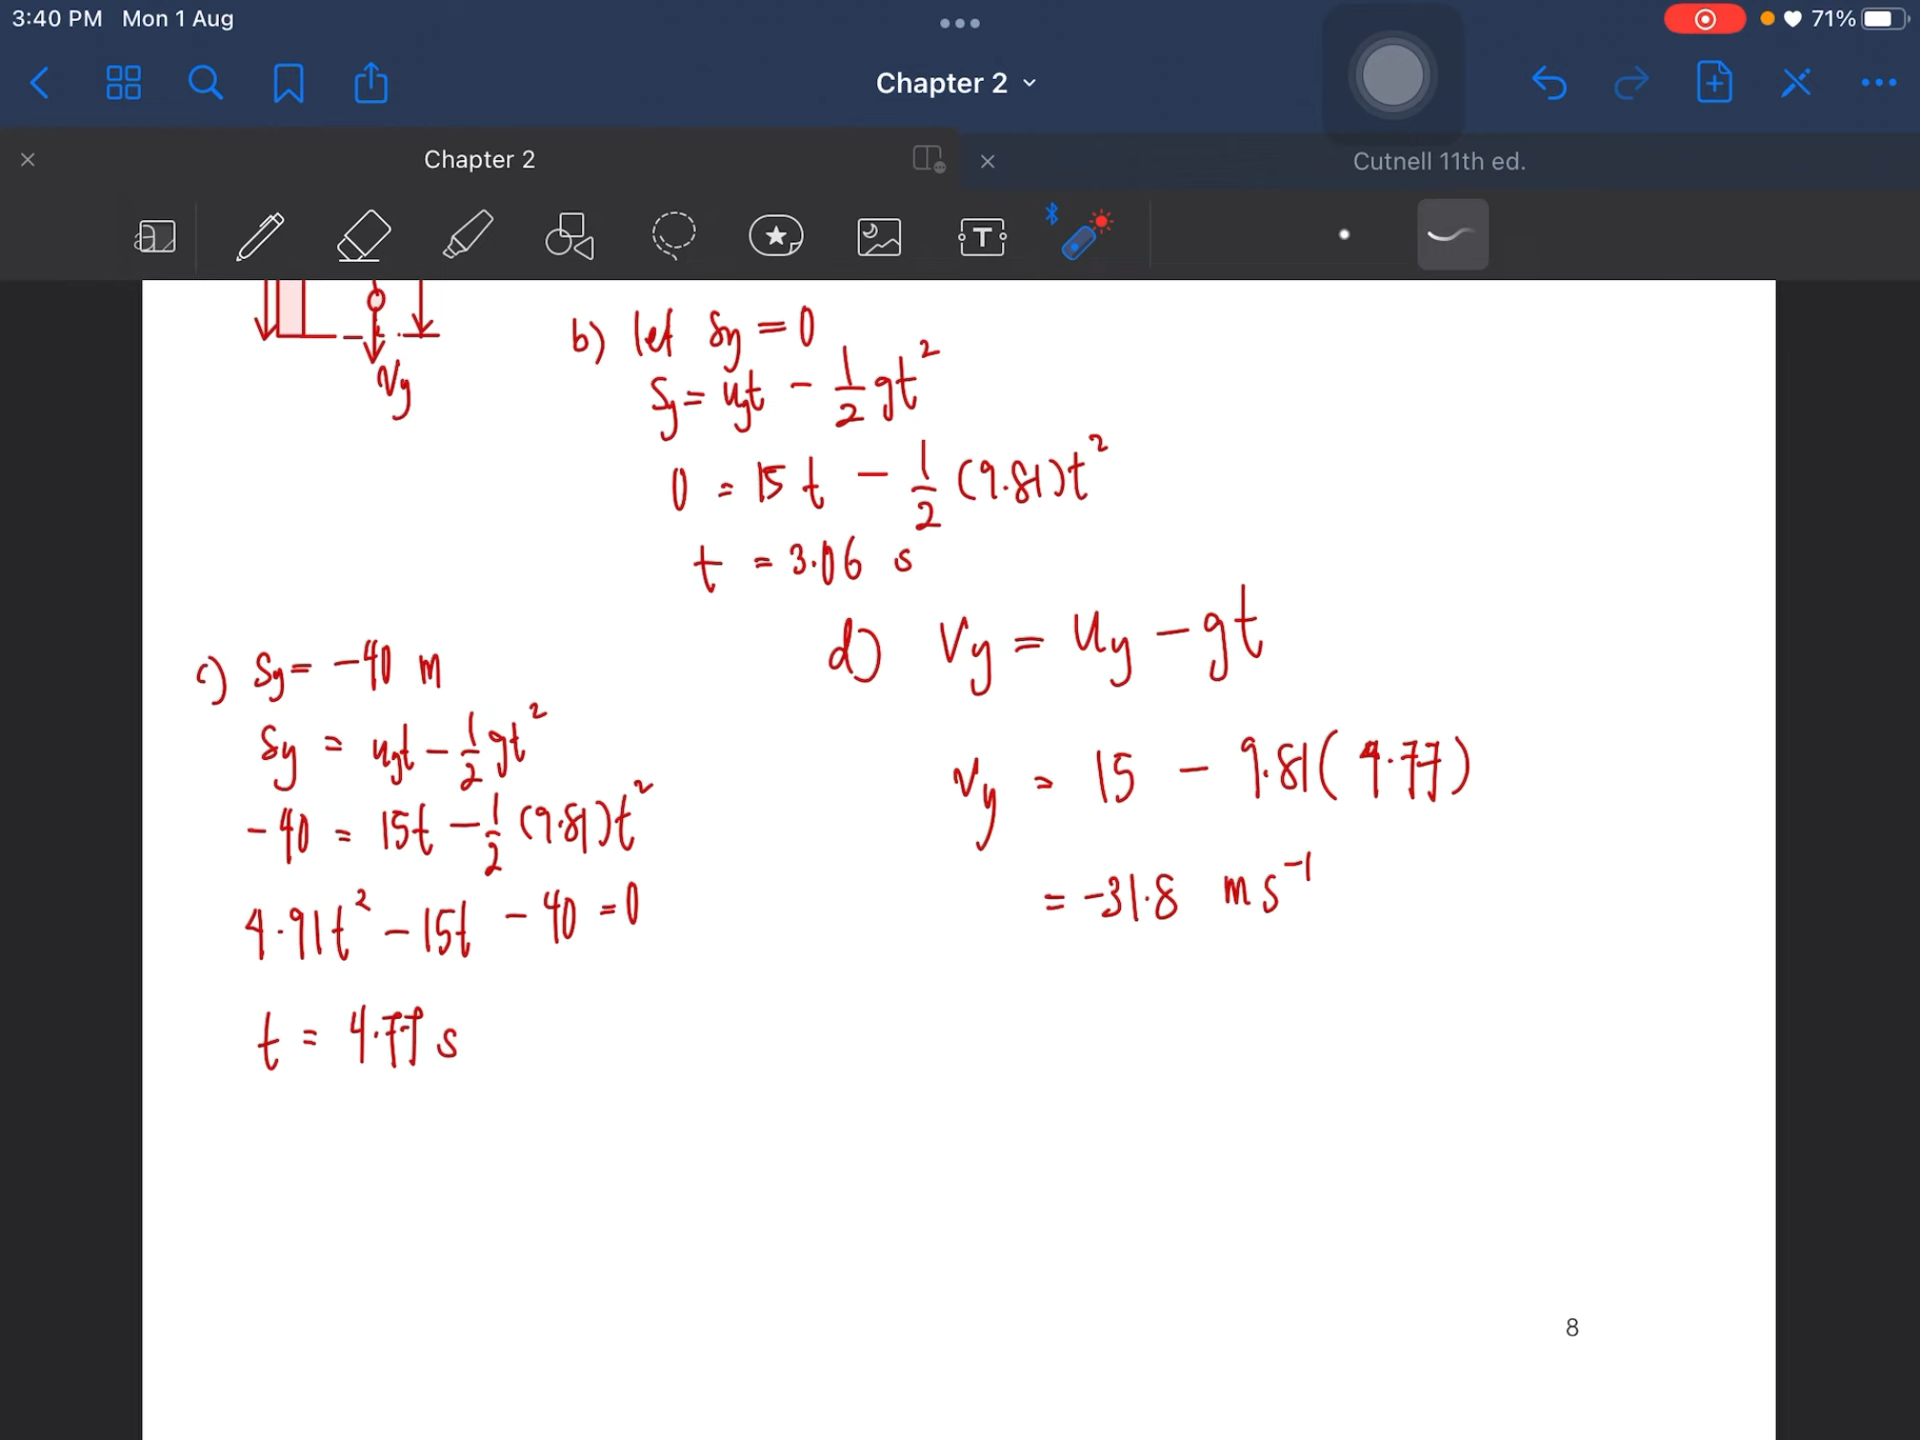 3:40 PM Mon 1 Aug
71%
Chapter 2
Chapter 2
Cutnell 11th ed.
Vy
b) let Sy = 0
Sy = uyt - 1/2 gt²
0 = 15t - 1/2 (9.81)t²
t = 3.06 s
c) Sy = -40 m
Sy = uyt - 1/2 gt²
-40 = 15t - 1/2 (9.81)t²
4.91t² - 15t - 40 = 0
t = 4.77 s
d) Vy = uy - gt
Vy = 15 - 9.81(4.77)
= -31.8 ms⁻¹
8